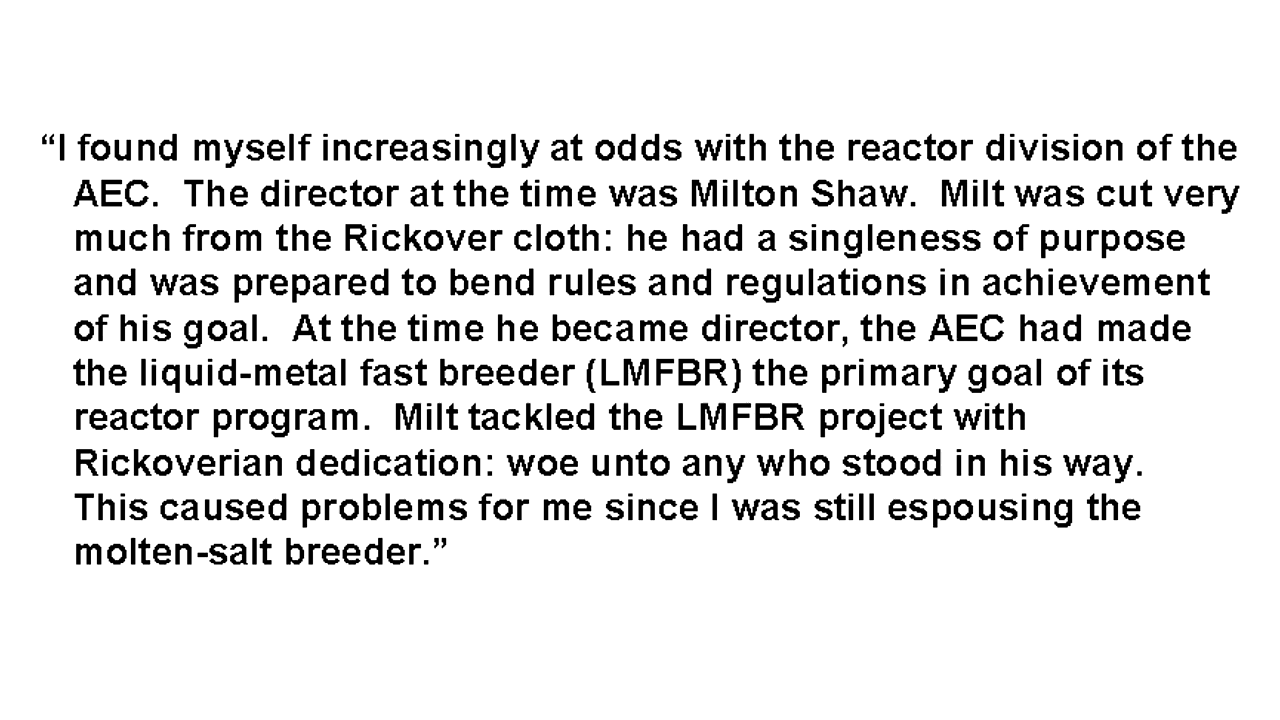 “I found myself increasingly at odds with the reactor division of the
AEC.  The director at the time was Milton Shaw.  Milt was cut very
much from the Rickover cloth: he had a singleness of purpose
and was prepared to bend rules and regulations in achievement
of his goal.  At the time he became director, the AEC had made
the liquid-metal fast breeder (LMFBR) the primary goal of its
reactor program.  Milt tackled the LMFBR project with
Rickoverian dedication: woe unto any who stood in his way.
This caused problems for me since I was still espousing the
molten-salt breeder.”